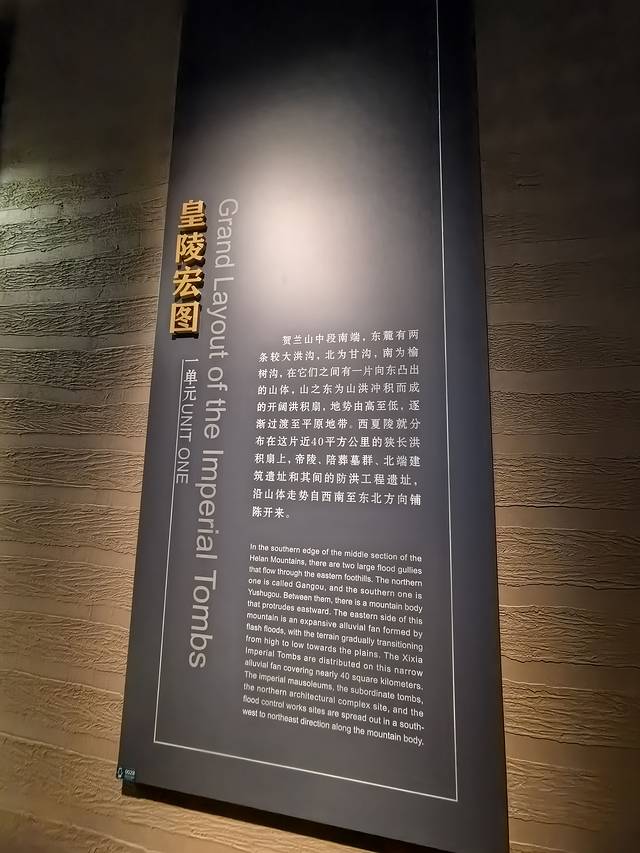 皇陵宏图
Grand Layout of the Imperial Tombs
一单元 UNIT ONE
贺兰山中段南端，东麓有两
条较大洪沟，北为甘沟，南为榆
树沟，在它们之间有一片向东凸出
的山体，山之东为山洪冲积而成
的开阔洪积扇，地势由高至低，逐
渐过渡至平原地带。西夏陵就分
布在这片近40平方公里的狭长洪
积扇上，帝陵、陪葬墓群、北端建
筑遗址和其间的防洪工程遗址，
沿山体走势自西南至东北方向铺
陈开来。
In the southern edge of the middle section of the
Helan Mountains, there are two large flood gullies
that flow through the eastern foothills. The northern
one is called Gangou, and the southern one is
Yushugou. Between them, there is a mountain body
that protrudes eastward. The eastern side of this
mountain is an expansive alluvial fan formed by
flash floods, with the terrain gradually transitioning
from high to low towards the plains. The Xixia
Imperial Tombs are distributed on this narrow
alluvial fan covering nearly 40 square kilometers.
The imperial mausoleums, the subordinate tombs,
the northern architectural complex site, and the
flood control works sites are spread out in a south-
west to northeast direction along the mountain body.